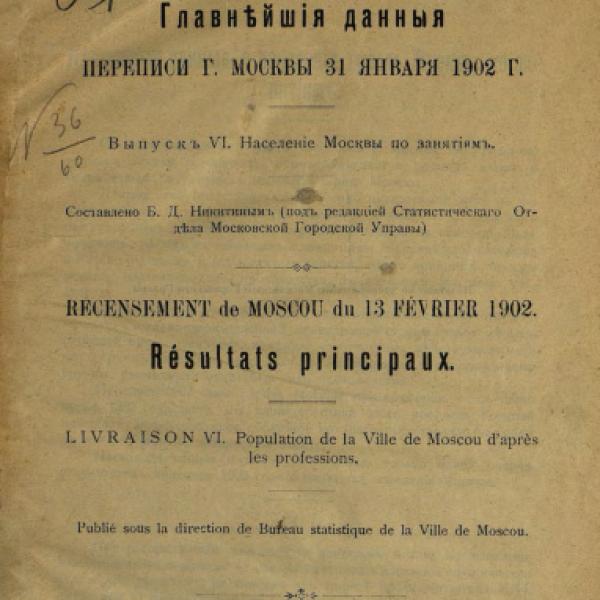 Главнѣйшія данныя
ПЕРЕПИСИ Г. МОСКВЫ 31 ЯНВАРЯ 1902 Г.
36
60
Выпускъ VI. Населеніе Москвы по занятіямъ.
Составлено Б. Д. Никитинымъ (подъ редакціей Статистическаго От-
дѣла Московской Городской Управы)
RECENSEMENT de MOSCOU du 13 FÉVRIER 1902.
Résultats principaux.
LIVRAISON VI. Population de la Ville de Moscou d'après
les professions.
Publié sous la direction de Bureau statistique de la Ville de Moscou.